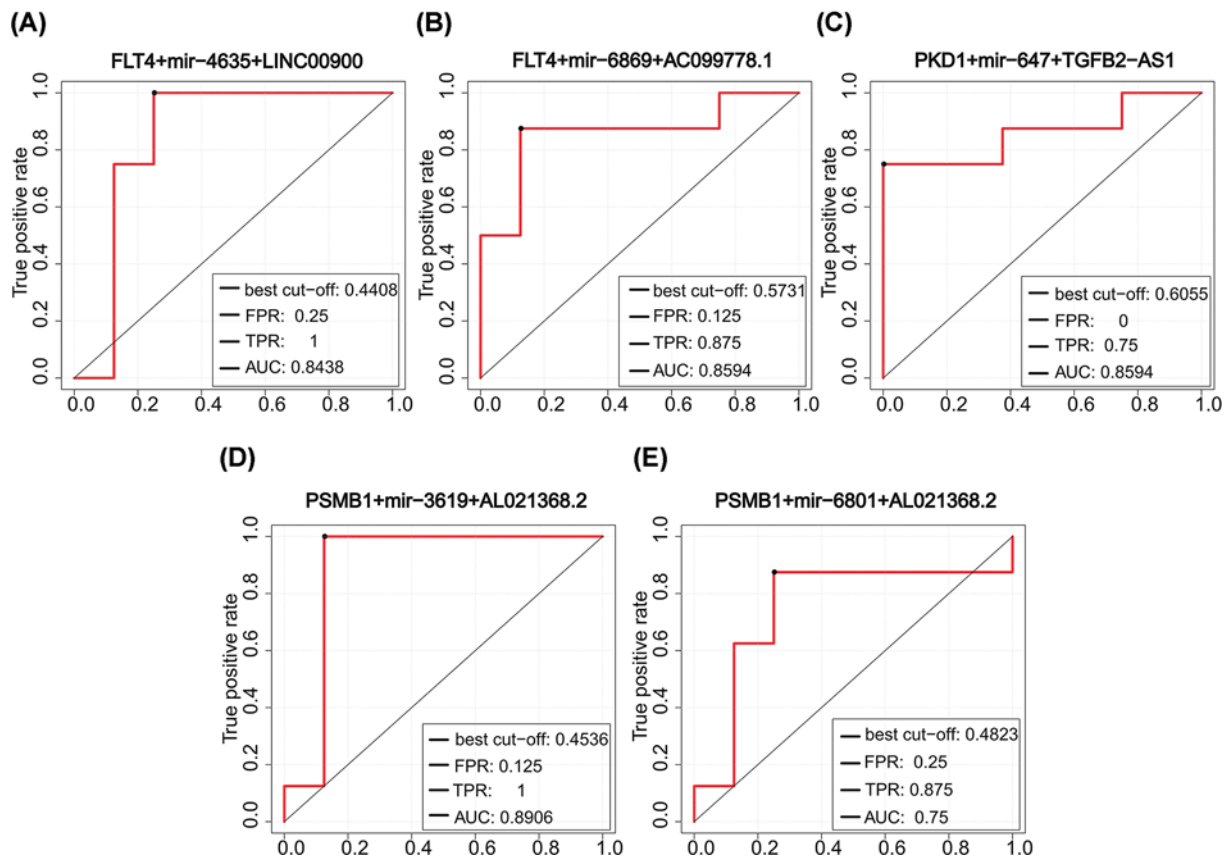 (A)
FLT4+mir-4635+LINC00900
True positive rate
1.0
0.8
0.6
0.4
0.2
0.0
best cut-off: 0.4408
FPR: 0.25
TPR: 1
AUC: 0.8438
0.0 0.2 0.4 0.6 0.8 1.0
(B)
FLT4+mir-6869+AC099778.1
True positive rate
1.0
0.8
0.6
0.4
0.2
0.0
best cut-off: 0.5731
FPR: 0.125
TPR: 0.875
AUC: 0.8594
0.0 0.2 0.4 0.6 0.8 1.0
(C)
PKD1+mir-647+TGFB2-AS1
True positive rate
1.0
0.8
0.6
0.4
0.2
0.0
best cut-off: 0.6055
FPR: 0
TPR: 0.75
AUC: 0.8594
0.0 0.2 0.4 0.6 0.8 1.0
(D)
PSMB1+mir-3619+AL021368.2
True positive rate
1.0
0.8
0.6
0.4
0.2
0.0
best cut-off: 0.4536
FPR: 0.125
TPR: 1
AUC: 0.8906
0.0 0.2 0.4 0.6 0.8 1.0
(E)
PSMB1+mir-6801+AL021368.2
True positive rate
1.0
0.8
0.6
0.4
0.2
0.0
best cut-off: 0.4823
FPR: 0.25
TPR: 0.875
AUC: 0.75
0.0 0.2 0.4 0.6 0.8 1.0